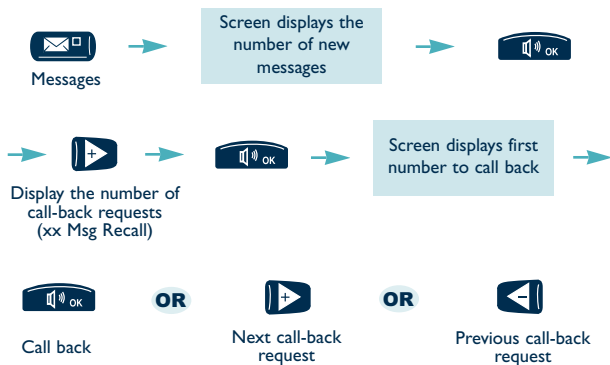 Screen displays the
number of new
messages
OK
Messages
+
OK
Screen displays first
number to call back
Display the number of
call-back requests
(xx Msg Recall)
OK
OR
+
OR
-
Call back
Next call-back
request
Previous call-back
request